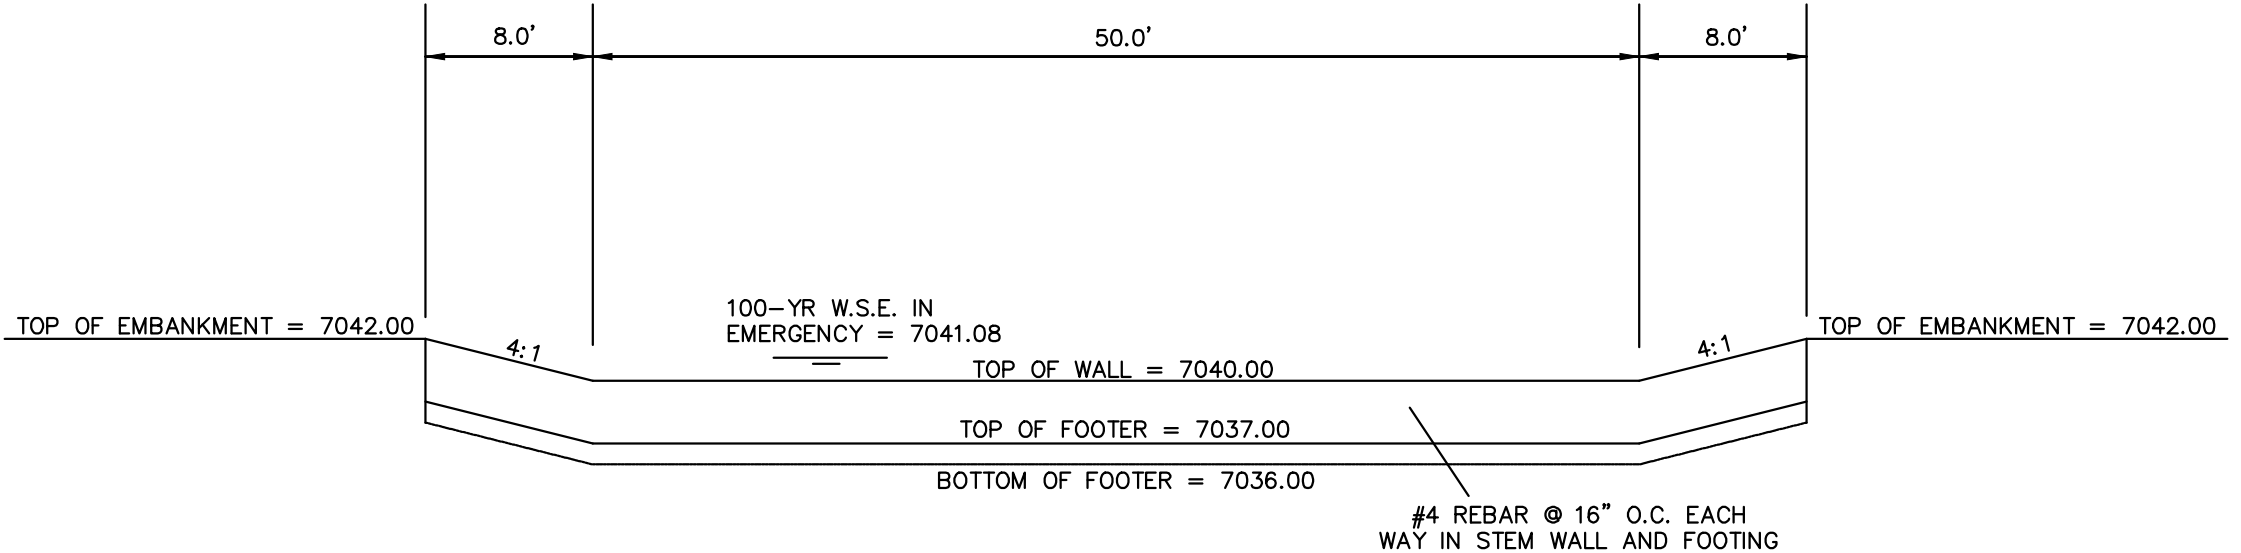 8.0'
50.0'
8.0'
100-YR W.S.E. IN
EMERGENCY = 7041.08
TOP OF EMBANKMENT = 7042.00
TOP OF EMBANKMENT = 7042.00
4:1
4:1
TOP OF WALL = 7040.00
TOP OF FOOTER = 7037.00
BOTTOM OF FOOTER = 7036.00
#4 REBAR @ 16" O.C. EACH
WAY IN STEM WALL AND FOOTING